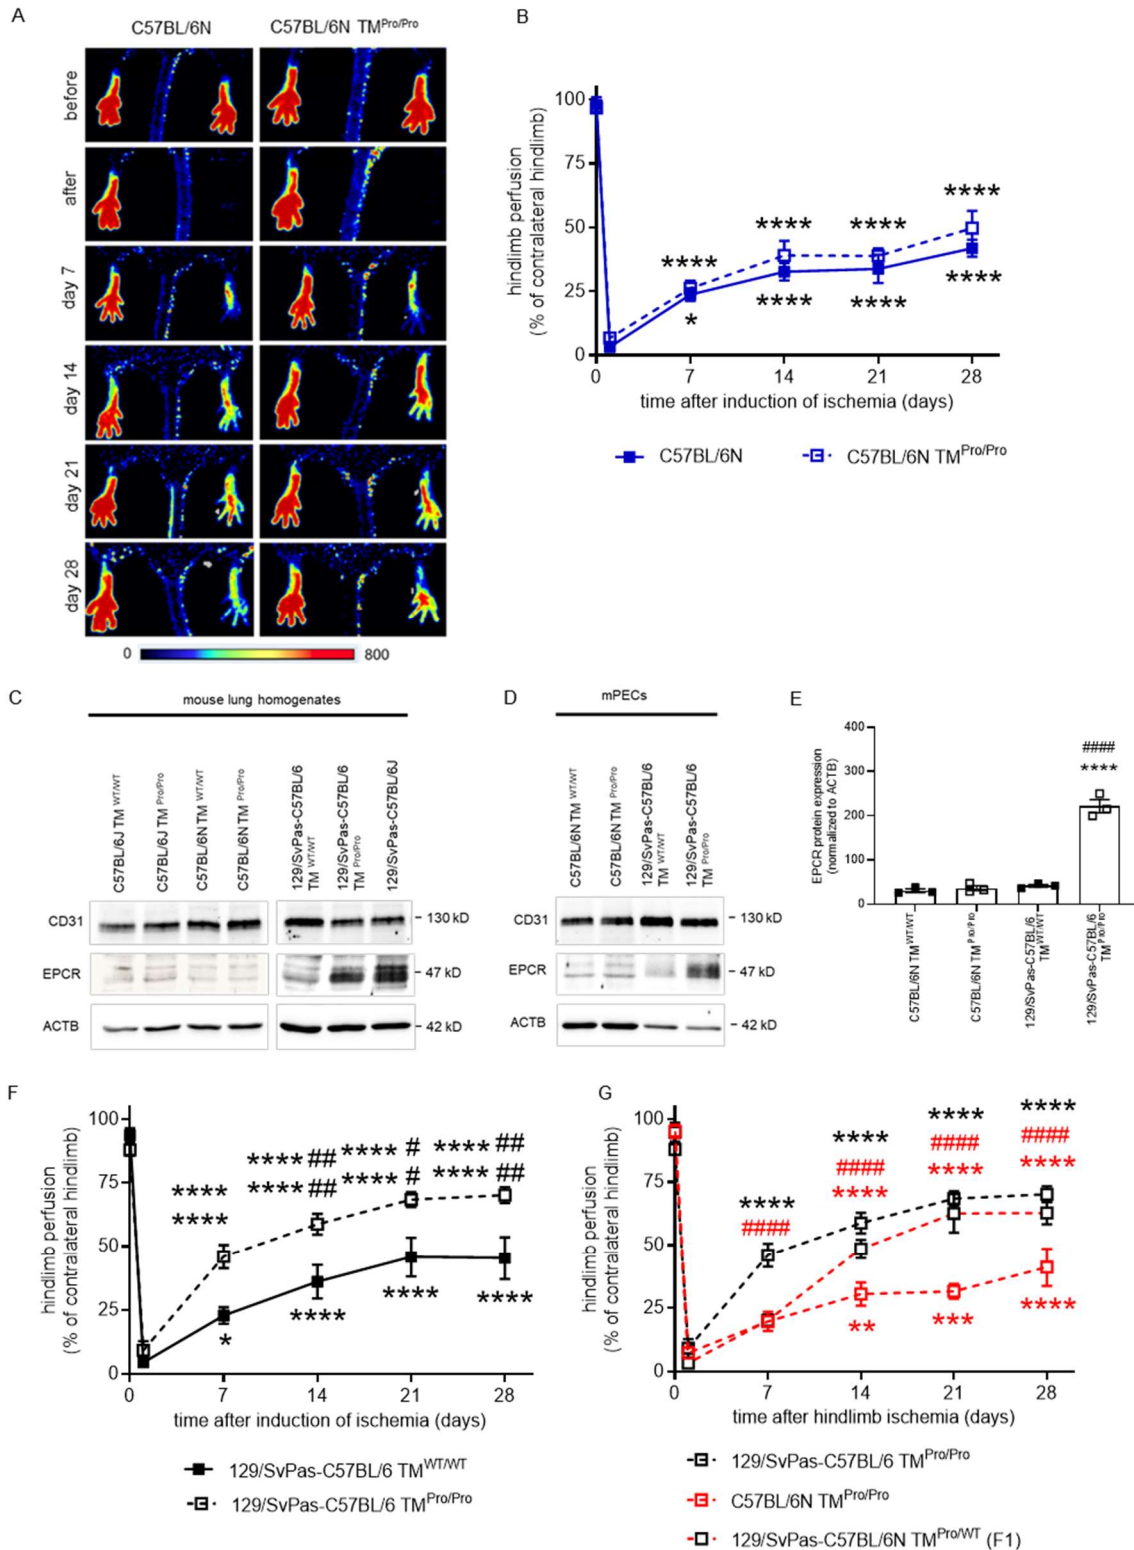 A
C57BL/6N
C57BL/6N TMPro/Pro
before
after
day 7
day 14
day 21
day 28
0
800
B
hindlimb perfusion
(% of contralateral hindlimb)
100
75
50
25
0
****
****
****
****
*
****
****
****
0
7
14
21
28
time after induction of ischemia (days)
C57BL/6N
C57BL/6N TMPro/Pro
C
mouse lung homogenates
C57BL/6J TM WT/WT
C57BL/6J TM Pro/Pro
C57BL/6N TM WT/WT
C57BL/6N TM Pro/Pro
129/SvPas-C57BL/6
TM WT/WT
129/SvPas-C57BL/6
TM Pro/Pro
129/SvPas-C57BL/6J
CD31
– 130 kD
EPCR
– 47 kD
ACTB
– 42 kD
D
mPECs
C57BL/6N TM WT/WT
C57BL/6N TM Pro/Pro
129/SvPas-C57BL/6
TM WT/WT
129/SvPas-C57BL/6
TM Pro/Pro
CD31
– 130 kD
EPCR
– 47 kD
ACTB
– 42 kD
E
EPCR protein expression
(normalized to ACTB)
400
300
200
100
0
####
****
C57BL/6N TMWT/WT
C57BL/6N TMPro/Pro
129/SvPas-C57BL/6
TMWT/WT
129/SvPas-C57BL/6
TMPro/Pro
F
hindlimb perfusion
(% of contralateral hindlimb)
100
75
50
25
0
****
****
**** ##
**** ##
**** #
**** #
**** ##
**** ##
*
****
****
****
0
7
14
21
28
time after induction of ischemia (days)
129/SvPas-C57BL/6 TMWT/WT
129/SvPas-C57BL/6 TMPro/Pro
G
hindlimb perfusion
(% of contralateral hindlimb)
100
75
50
25
0
****
####
****
####
****
****
####
****
****
####
****
**
***
****
0
7
14
21
28
time after hindlimb ischemia (days)
129/SvPas-C57BL/6 TMPro/Pro
C57BL/6N TMPro/Pro
129/SvPas-C57BL/6N TMPro/WT (F1)